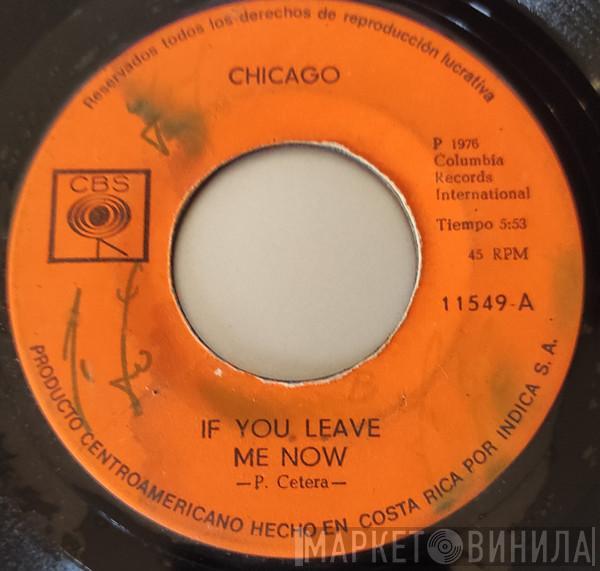 Reservados todos los derechos de reproducción lucrativa
CHICAGO
CBS
P 1976
Columbia
Records
International
Tiempo 5:53
45 RPM
11549-A
IF YOU LEAVE
ME NOW
—P. Cetera—
PRODUCTO CENTROAMERICANO HECHO EN COSTA RICA POR INDICA S. A.
МАРКЕТ ВИНИЛА